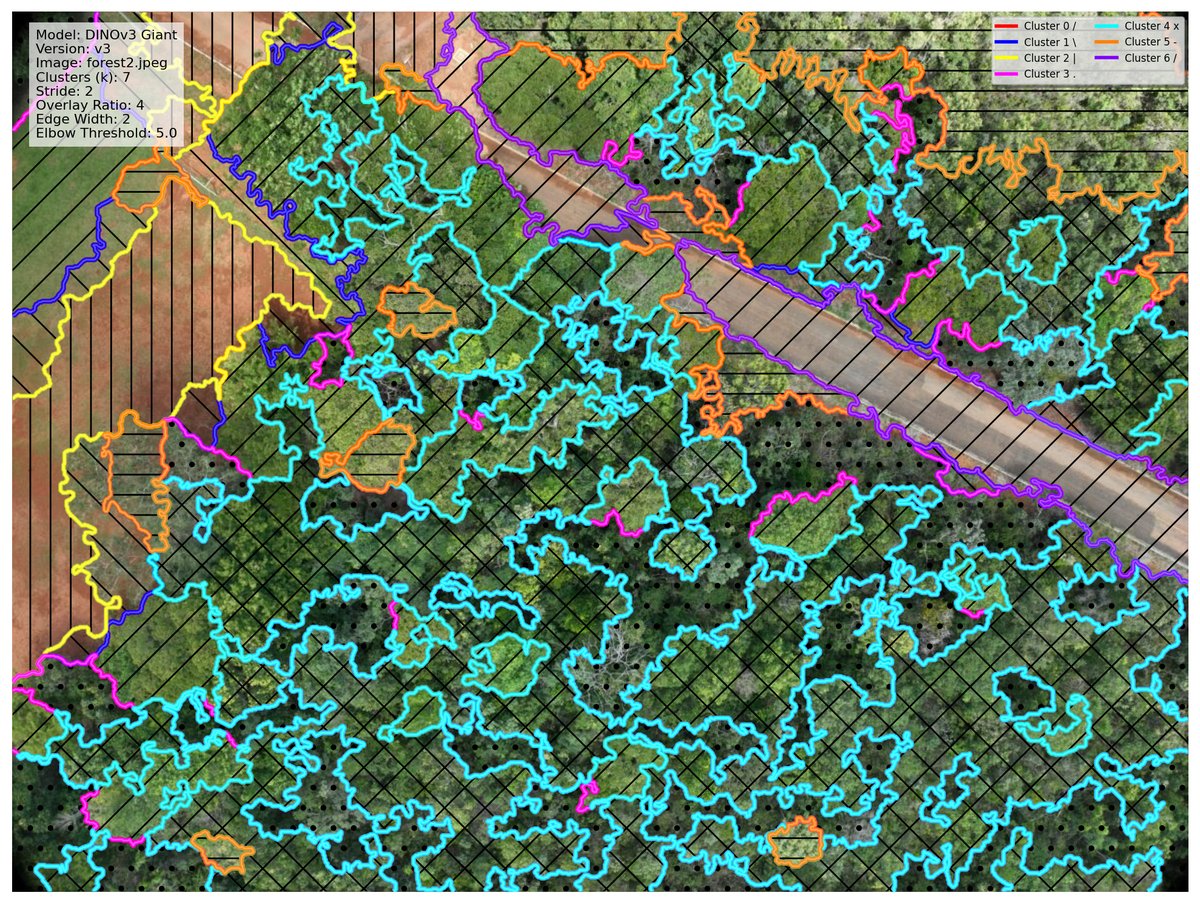 Model: DINOv3 Giant
Version: v3
Image: forest2.jpeg
Clusters (k): 7
Stride: 2
Overlay Ratio: 4
Edge Width: 2
Elbow Threshold: 5.0
Cluster 0 /
Cluster 1 \
Cluster 2 |
Cluster 3 .
Cluster 4 x
Cluster 5 -
Cluster 6 /